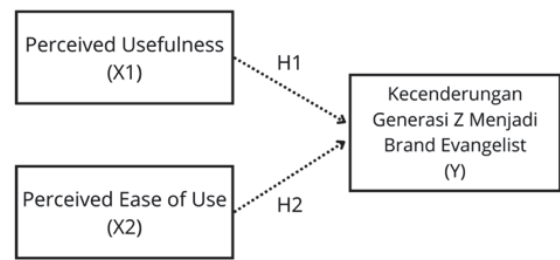 Perceived Usefulness
(X1)
H1
Kecenderungan
Generasi Z Menjadi
Brand Evangelist
(Y)
Perceived Ease of Use
(X2)
H2